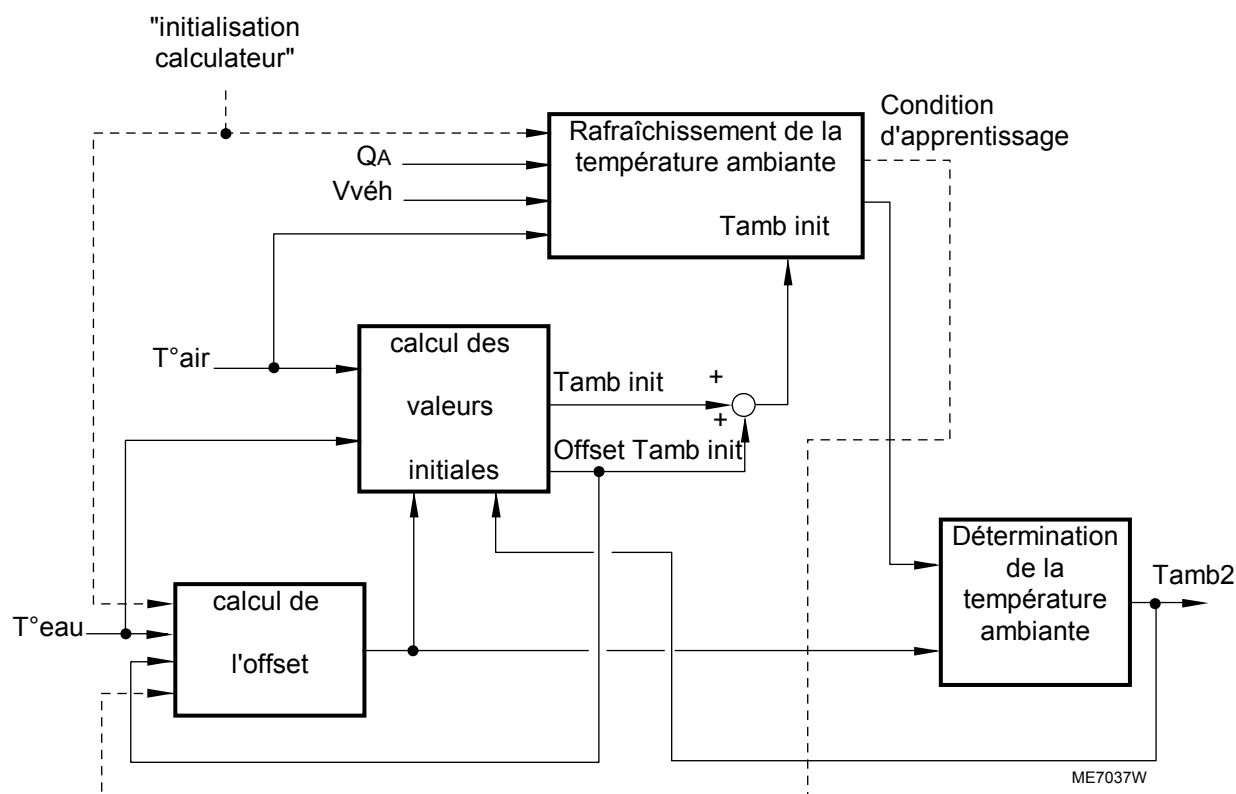 "initialisation
calculateur"
Condition
d'apprentissage
Rafraîchissement de la
température ambiante
QA
Vvéh
Tamb init
T°air
calcul des
valeurs
initiales
Tamb init
+
+
Offset Tamb init
Détermination
de la
température
ambiante
Tamb2
T°eau
calcul de
l'offset
ME7037W